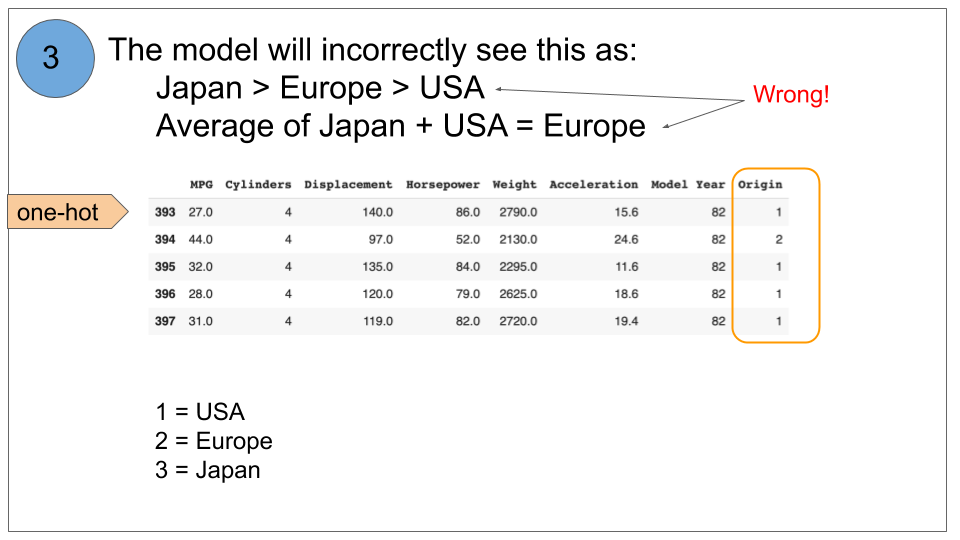 3
The model will incorrectly see this as:
Japan > Europe > USA
Wrong!
Average of Japan + USA = Europe
MPG Cylinders Displacement Horsepower Weight Acceleration Model Year Origin
one-hot
393 27.0 4 140.0 86.0 2790.0 15.6 82 1
394 44.0 4 97.0 52.0 2130.0 24.6 82 2
395 32.0 4 135.0 84.0 2295.0 11.6 82 1
396 28.0 4 120.0 79.0 2625.0 18.6 82 1
397 31.0 4 119.0 82.0 2720.0 19.4 82 1
1 = USA
2 = Europe
3 = Japan